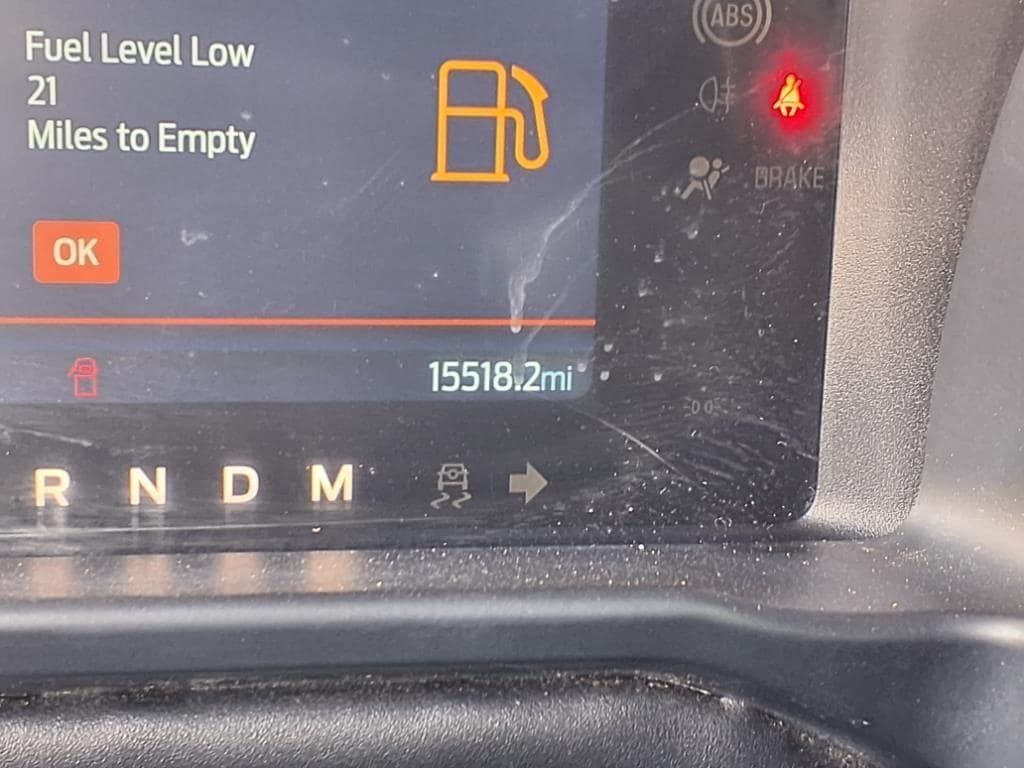 Fuel Level Low
21
Miles to Empty
OK
15518.2mi
ABS
BRAKE
R N D M